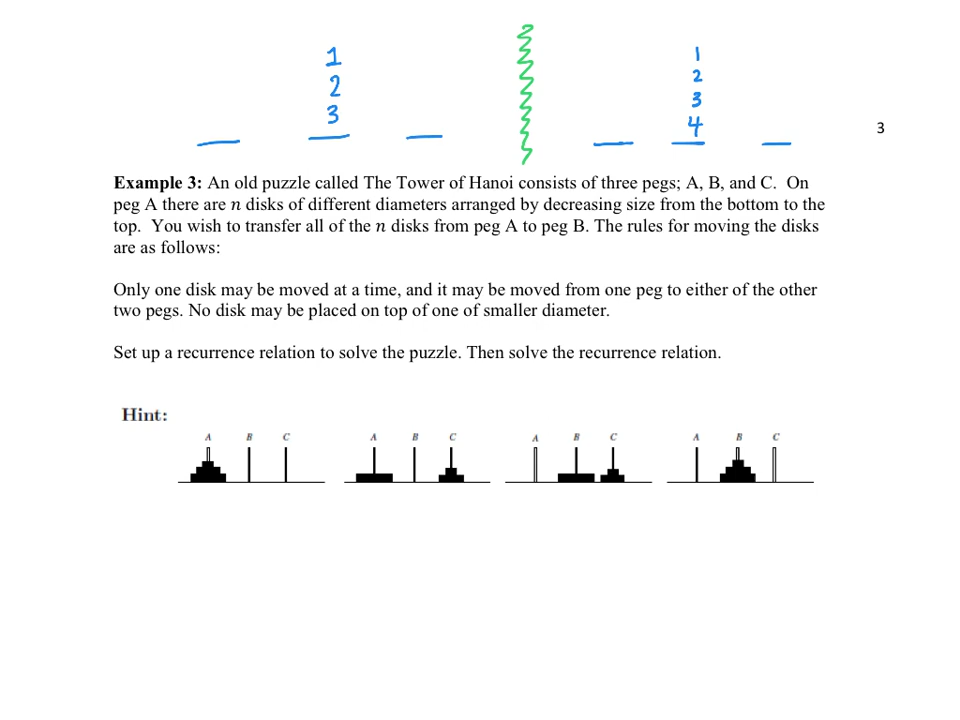 1 1
2 2
3 3
4
3
Example 3: An old puzzle called The Tower of Hanoi consists of three pegs; A, B, and C. On
peg A there are n disks of different diameters arranged by decreasing size from the bottom to the
top. You wish to transfer all of the n disks from peg A to peg B. The rules for moving the disks
are as follows:
Only one disk may be moved at a time, and it may be moved from one peg to either of the other
two pegs. No disk may be placed on top of one of smaller diameter.
Set up a recurrence relation to solve the puzzle. Then solve the recurrence relation.
Hint:
A B C A B C A B C A B C